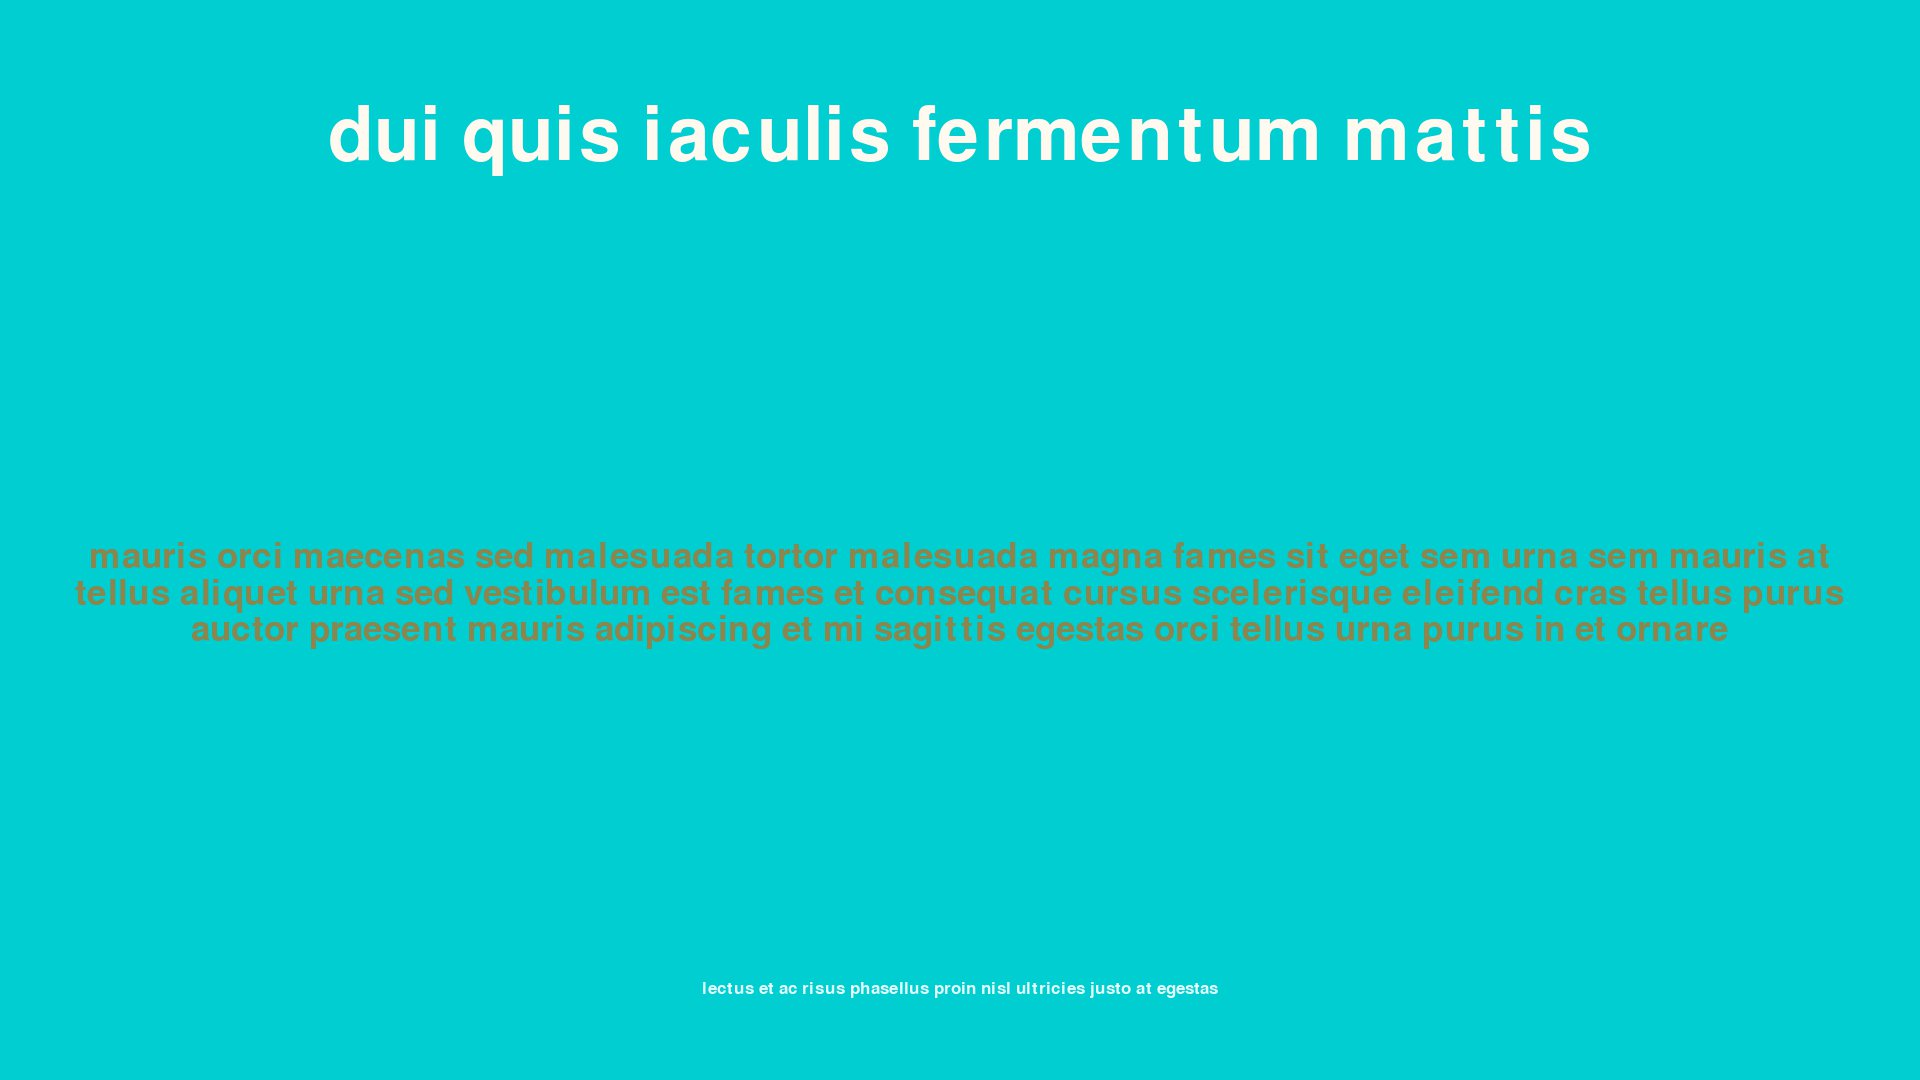 dui quis iaculis fermentum mattis
mauris orci maecenas sed malesuada tortor malesuada magna fames sit eget sem urna sem mauris at
tellus aliquet urna sed vestibulum est fames et consequat cursus scelerisque eleifend cras tellus purus
auctor praesent mauris adipiscing et mi sagittis egestas orci tellus urna purus in et ornare
lectus et ac risus phasellus proin nisl ultricies justo at egestas